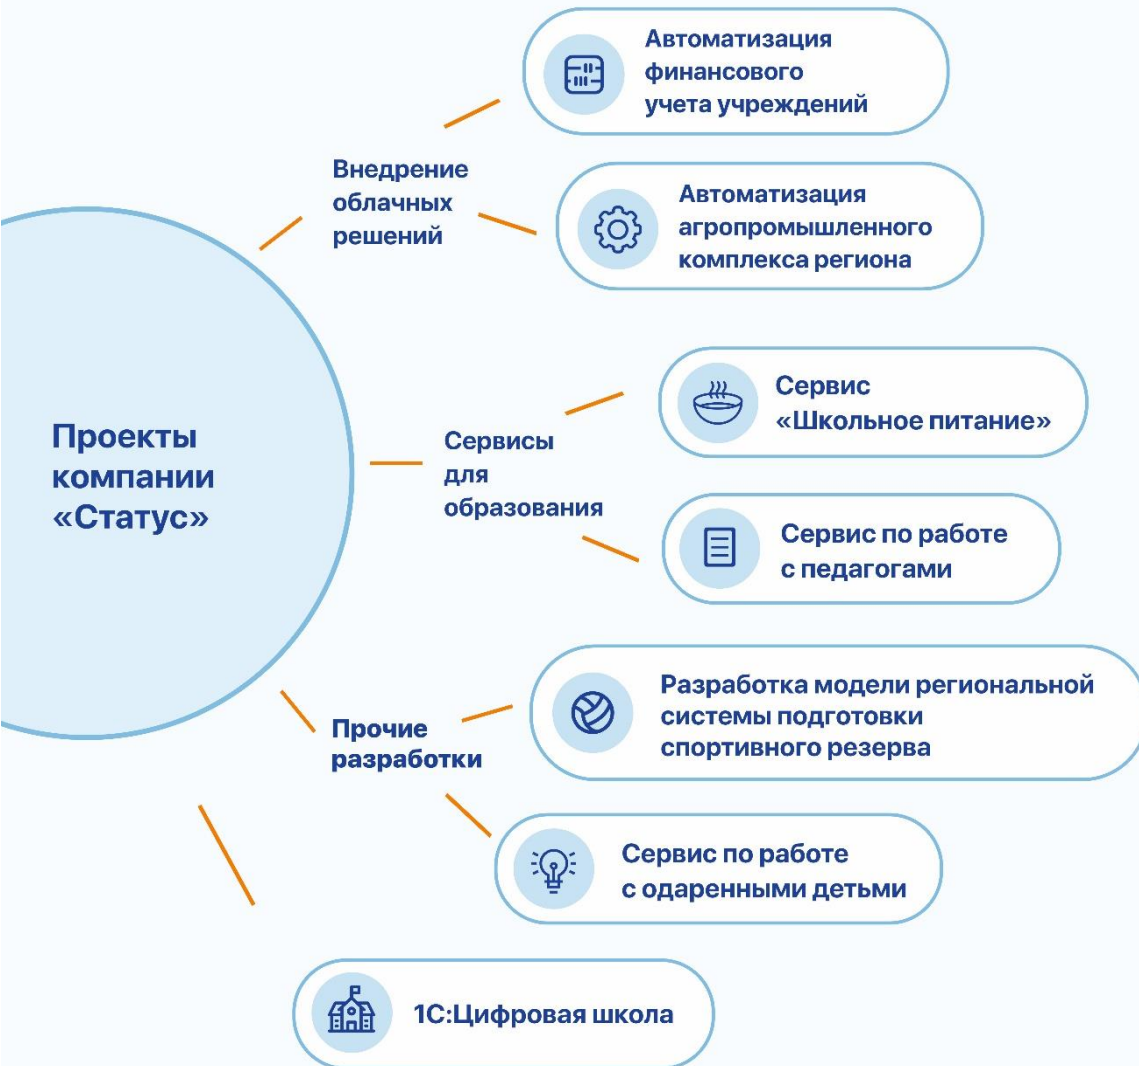 Проекты
компании
«Статус»
Внедрение
облачных
решений
Автоматизация
финансового
учета учреждений
Автоматизация
агропромышленного
комплекса региона
Сервисы
для
образования
Сервис
«Школьное питание»
Сервис по работе
с педагогами
Прочие
разработки
Разработка модели региональной
системы подготовки
спортивного резерва
Сервис по работе
с одаренными детьми
1С:Цифровая школа